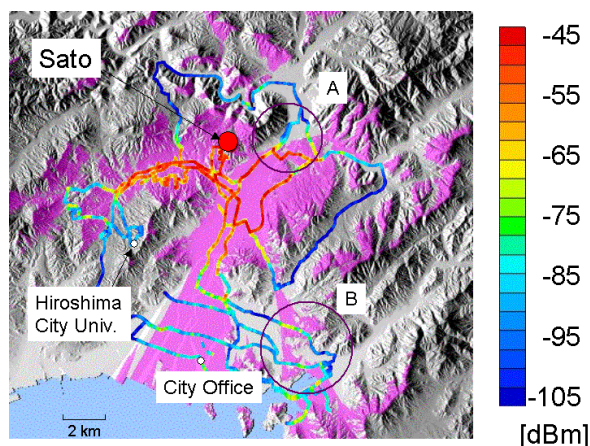 Sato
A
B
Hiroshima
City Univ.
City Office
2 km
-45
-55
-65
-75
-85
-95
-105
[dBm]